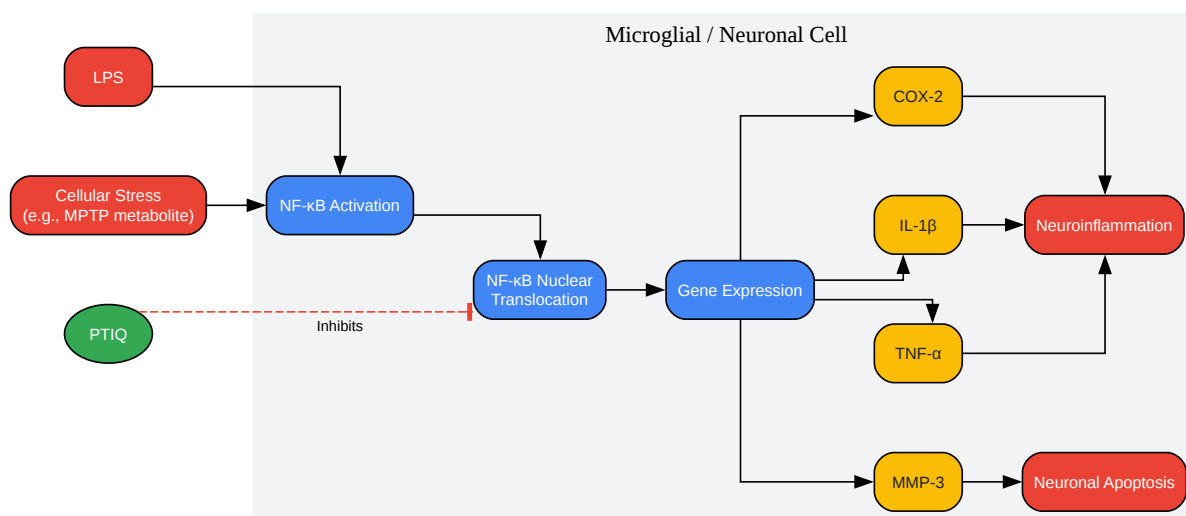 Microglial / Neuronal Cell
LPS
COX-2
Cellular Stress
(e.g., MPTP metabolite)
NF-κB Activation
IL-1β
Neuroinflammation
NF-κB Nuclear
Translocation
Gene Expression
PTIQ
Inhibits
TNF-α
MMP-3
Neuronal Apoptosis